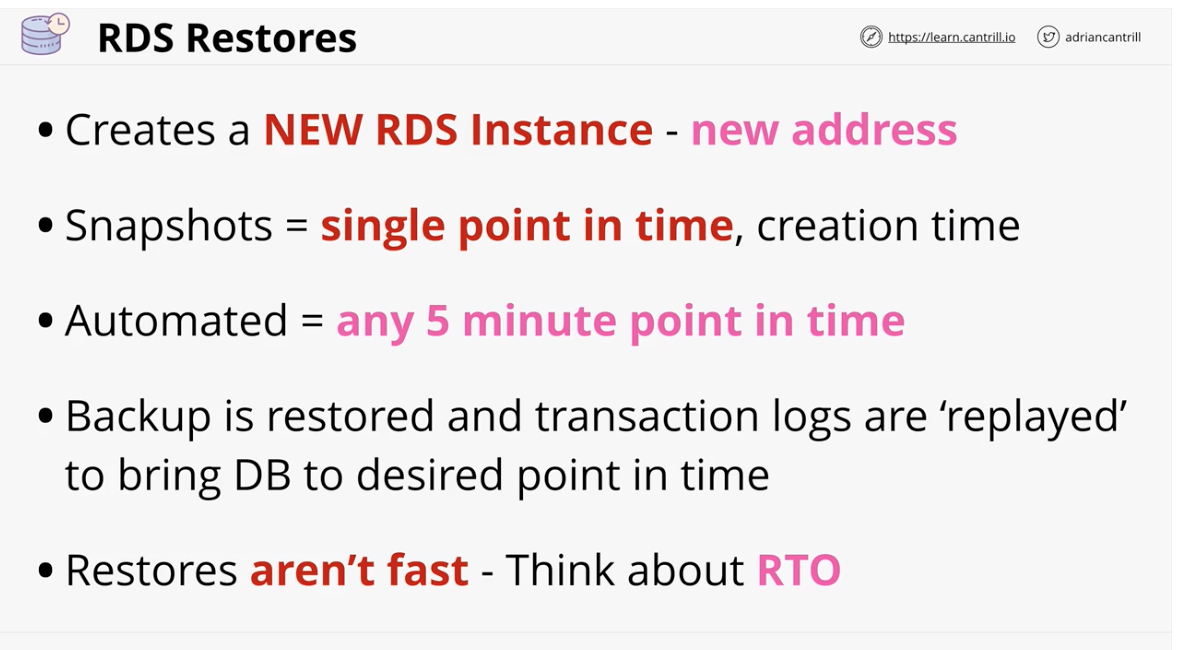 RDS Restores
https://learn.cantrill.io
adriancantrill
• Creates a NEW RDS Instance - new address
• Snapshots = single point in time, creation time
• Automated = any 5 minute point in time
• Backup is restored and transaction logs are ‘replayed’
to bring DB to desired point in time
• Restores aren’t fast - Think about RTO